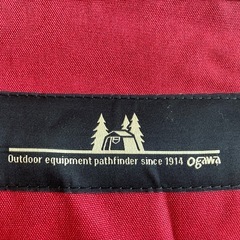 Outdoor equipment pathfinder since 1914 ogawa